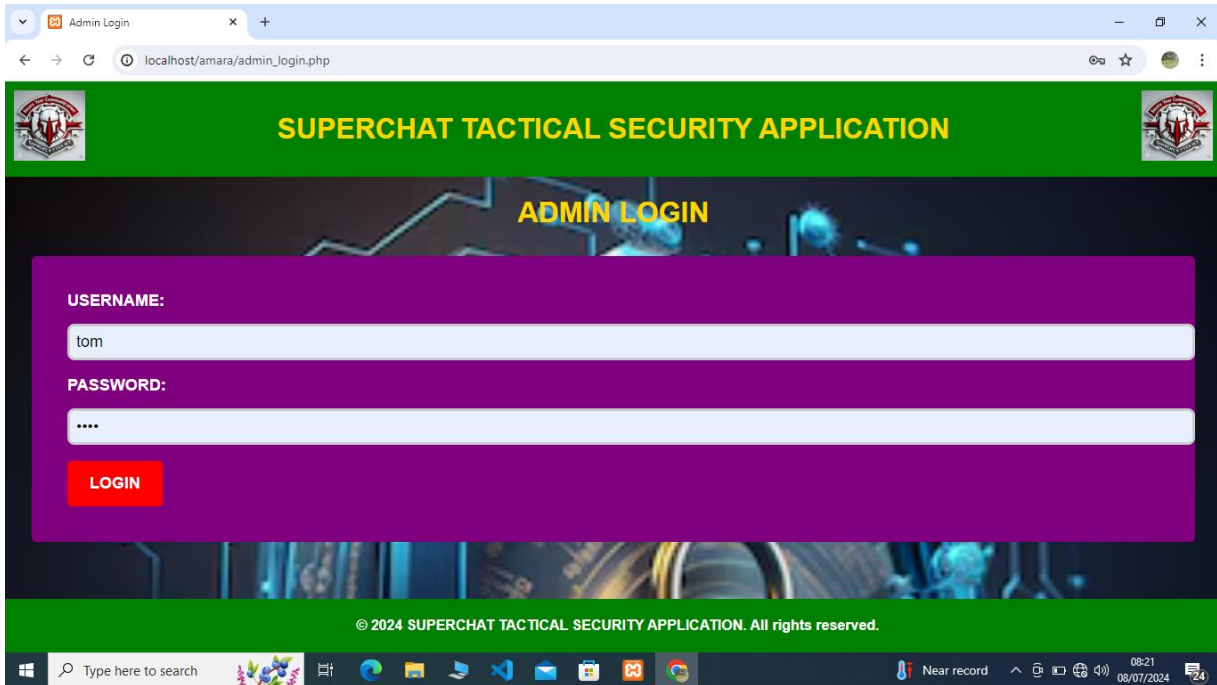 Admin Login
localhost/amara/admin_login.php
SUPERCHAT TACTICAL SECURITY APPLICATION
ADMIN LOGIN
USERNAME:
tom
PASSWORD:
••••
LOGIN
© 2024 SUPERCHAT TACTICAL SECURITY APPLICATION. All rights reserved.
Type here to search
Near record
08:21
08/07/2024
24